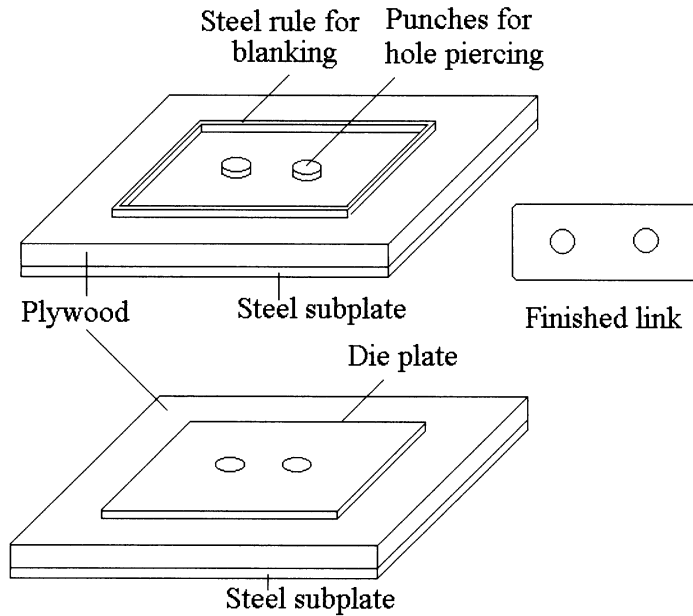 Steel rule for
blanking
Punches for
hole piercing
Plywood
Steel subplate
Finished link
Die plate
Steel subplate